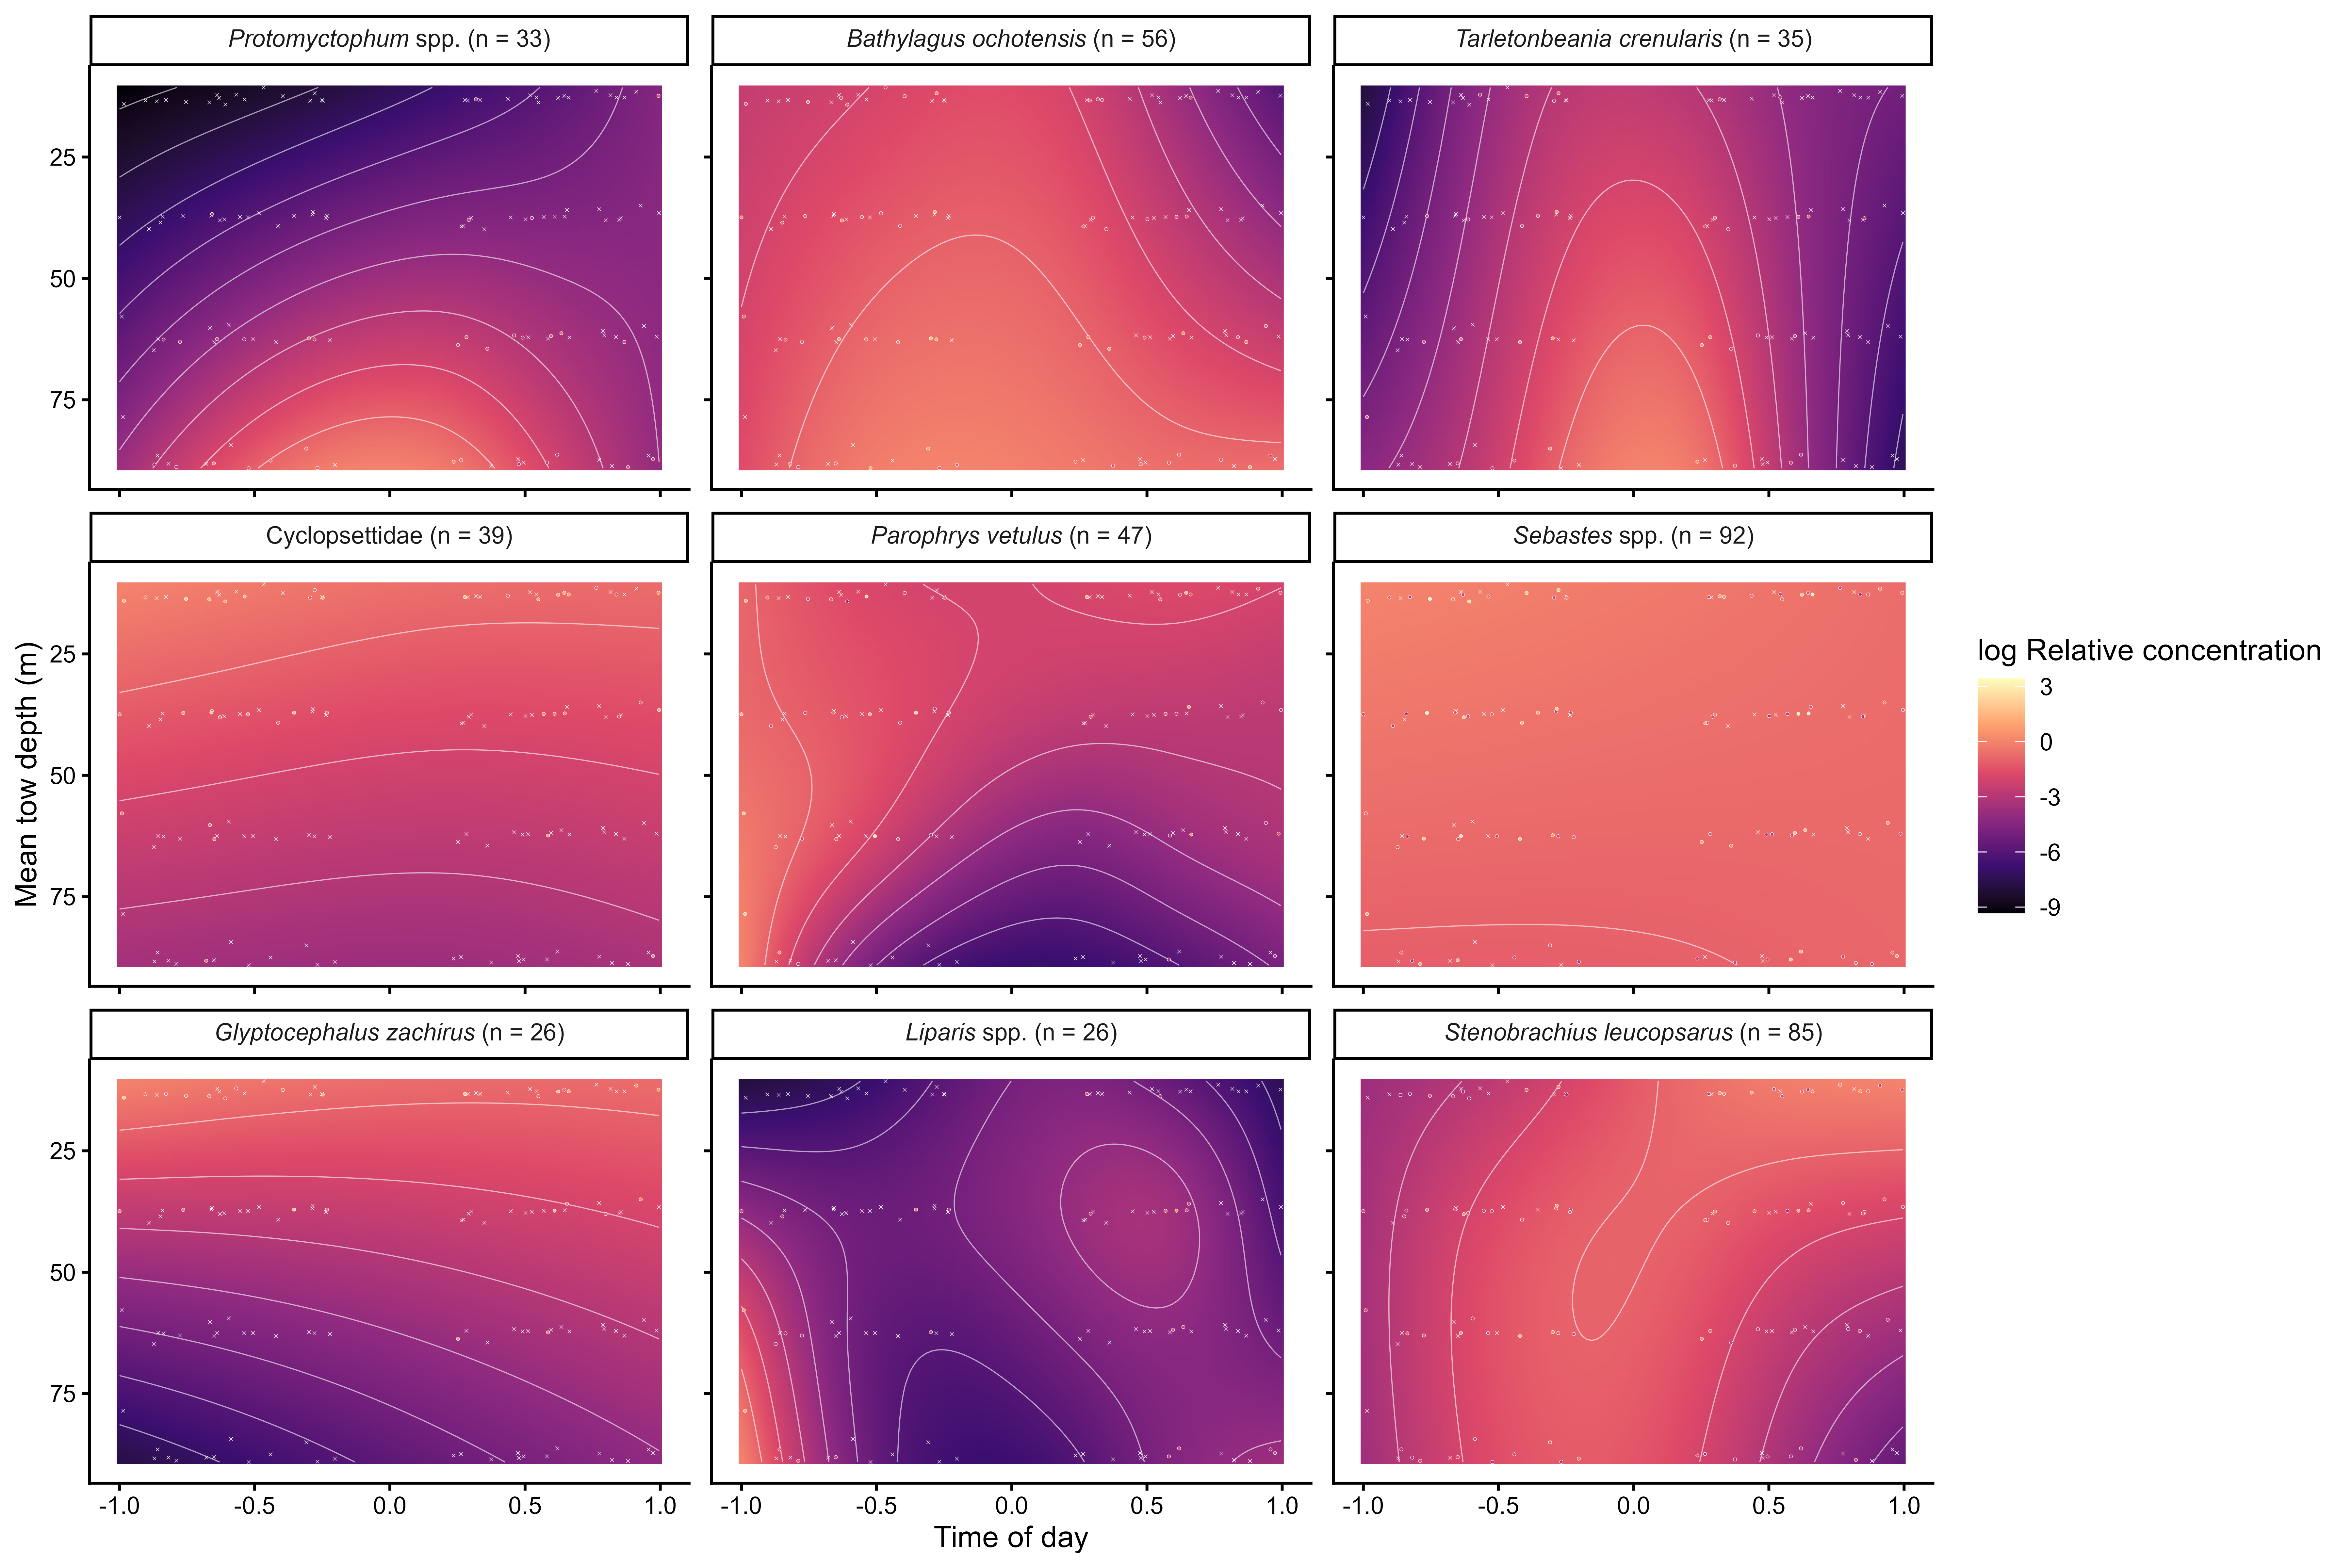 Protomyctophum spp. (n = 33)
Bathylagus ochotensis (n = 56)
Tarletonbeania crenularis (n = 35)
25
50
75
Cyclopsettidae (n = 39)
Parophrys vetulus (n = 47)
Sebastes spp. (n = 92)
Mean tow depth (m)
25
50
75
log Relative concentration
3
0
-3
-6
-9
Glyptocephalus zachirus (n = 26)
Liparis spp. (n = 26)
Stenobrachius leucopsarus (n = 85)
25
50
75
-1.0 -0.5 0.0 0.5 1.0
-1.0 -0.5 0.0 0.5 1.0
-1.0 -0.5 0.0 0.5 1.0
Time of day